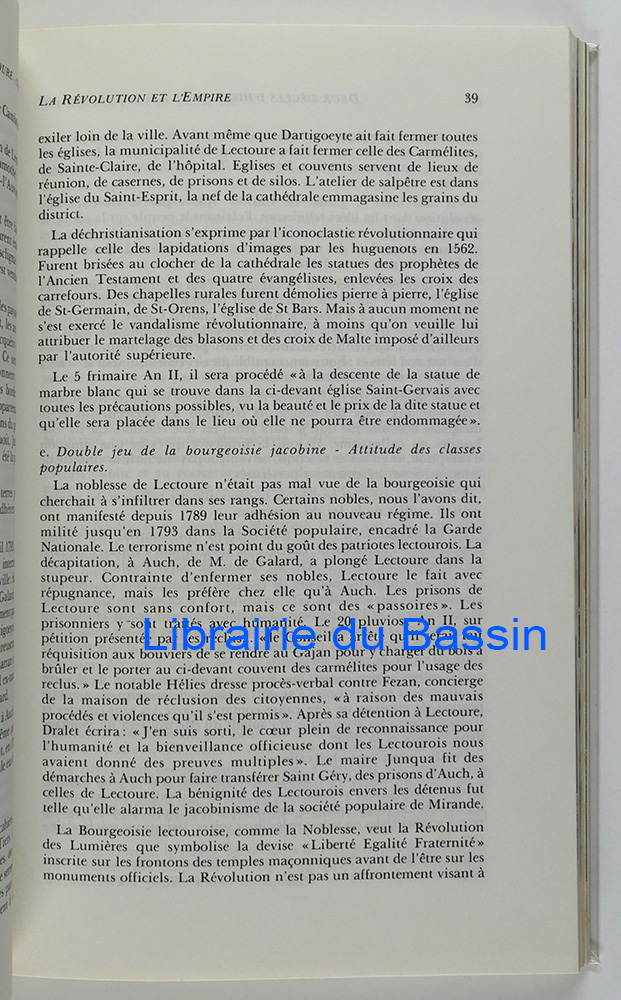 LA RÉVOLUTION ET L'EMPIRE 39
exiler loin de la ville. Avant même que Dartigoeyte ait fait fermer toutes
les églises, la municipalité de Lectoure a fait fermer celle des Carmélites,
de Sainte-Claire, de l'hôpital. Eglises et couvents servent de lieux de
réunion, de casernes, de prisons et de silos. L'atelier de salpêtre est dans
l'église du Saint-Esprit, la nef de la cathédrale emmagasine les grains du
district.
La déchristianisation s'exprime par l'iconoclastie révolutionnaire qui
rappelle celle des lapidations d'images par les huguenots en 1562.
Furent brisées au clocher de la cathédrale les statues des prophètes de
l'Ancien Testament et des quatre évangélistes, enlevées les croix des
carrefours. Des chapelles rurales furent démolies pierre à pierre, l'église
de St-Germain, de St-Orens, l'église de St Bars. Mais à aucun moment ne
s'est exercé le vandalisme révolutionnaire, à moins qu'on veuille lui
attribuer le martelage des blasons et des croix de Malte imposé d'ailleurs
par l'autorité supérieure.
Le 5 frimaire An II, il sera procédé «à la descente de la statue de
marbre blanc qui se trouve dans la ci-devant église Saint-Gervais avec
toutes les précautions possibles, vu la beauté et le prix de la dite statue et
qu'elle sera placée dans le lieu où elle ne pourra être endommagée».
e. Double jeu de la bourgeoisie jacobine - Attitude des classes
populaires.
La noblesse de Lectoure n'était pas mal vue de la bourgeoisie qui
cherchait à s'infiltrer dans ses rangs. Certains nobles, nous l'avons dit,
ont manifesté depuis 1789 leur adhésion au nouveau régime. Ils ont
milité jusqu'en 1793 dans la Société populaire, encadré la Garde
Nationale. Le terrorisme n'est point du goût des patriotes lectourois. La
décapitation, à Auch, de M. de Galard, a plongé Lectoure dans la
stupeur. Contrainte d'enfermer ses nobles, Lectoure le fait avec
répugnance, mais les préfère chez elle qu'à Auch. Les prisons de
Lectoure sont sans confort, mais ce sont des «passoires». Les
prisonniers y sont traités avec humanité. Le 20 pluviose An II, sur
pétition présentée par les reclus, «le Conseil a arrêté qu'il serait fait
réquisition aux bouviers de se rendre au Gajan pour y charger du bois à
brûler et le porter au ci-devant couvent des carmélites pour l'usage des
reclus.» Le notable Hélies dresse procès-verbal contre Fezan, concierge
de la maison de réclusion des citoyennes, «à raison des mauvais
procédés et violences qu'il s'est permis». Après sa détention à Lectoure,
Dralet écrira : «J'en suis sorti, le cœur plein de reconnaissance pour
l'humanité et la bienveillance officieuse dont les Lectourois nous
avaient donné des preuves multiples». Le maire Junqua fit des
démarches à Auch pour faire transférer Saint Géry, des prisons d'Auch, à
celles de Lectoure. La bénignité des Lectourois envers les détenus fut
telle qu'elle alarma le jacobinisme de la société populaire de Mirande.
La Bourgeoisie lectouroise, comme la Noblesse, veut la Révolution
des Lumières que symbolise la devise «Liberté Egalité Fraternité»
inscrite sur les frontons des temples maçonniques avant de l'être sur les
monuments officiels. La Révolution n'est pas un affrontement visant à
Librairie du Bassin